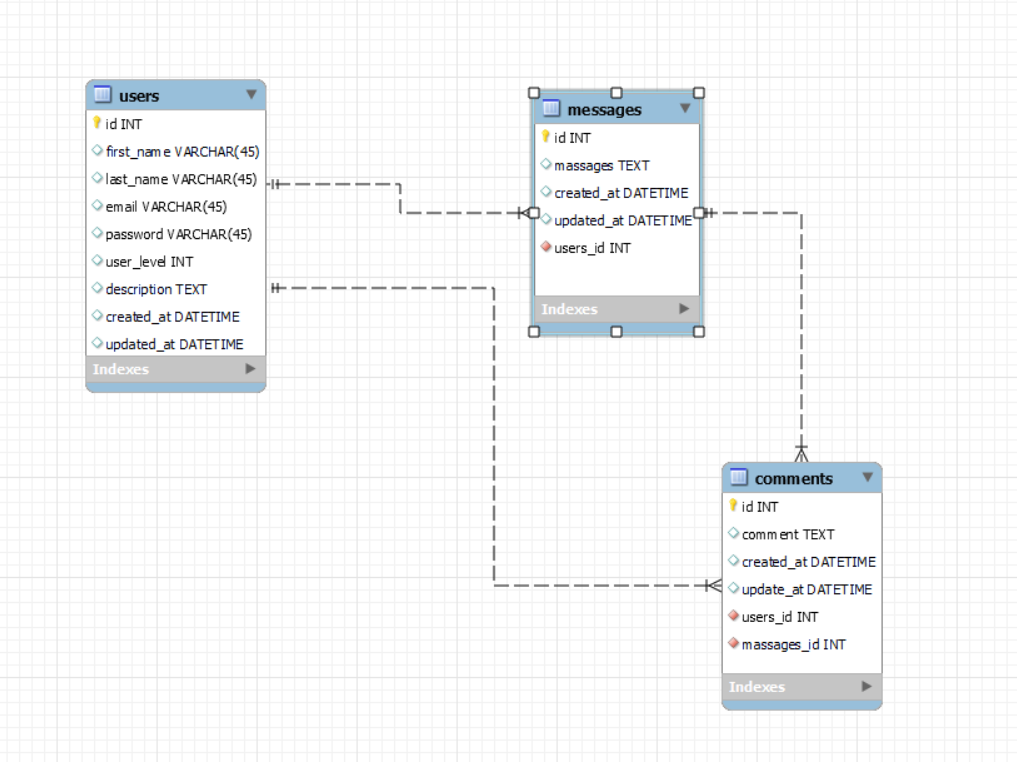 users
id INT
first_name VARCHAR(45)
last_name VARCHAR(45)
email VARCHAR(45)
password VARCHAR(45)
user_level INT
description TEXT
created_at DATETIME
updated_at DATETIME
Indexes
messages
id INT
massages TEXT
created_at DATETIME
updated_at DATETIME
users_id INT
Indexes
comments
id INT
comment TEXT
created_at DATETIME
update_at DATETIME
users_id INT
massages_id INT
Indexes